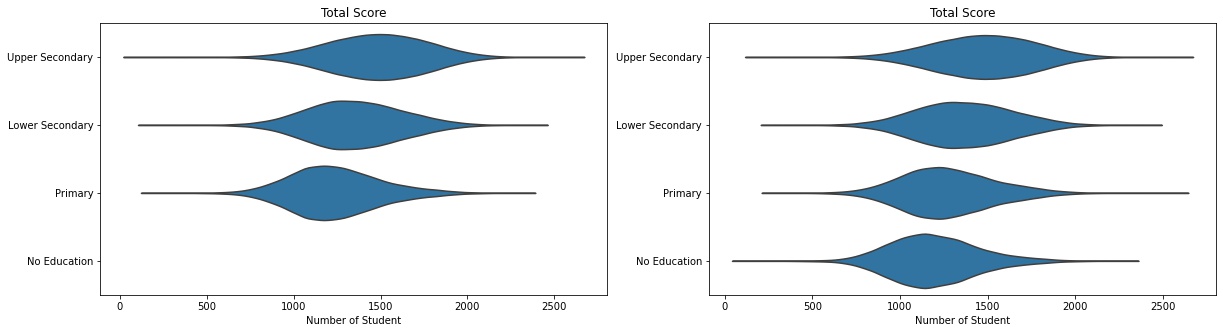 Total Score
Upper Secondary
Lower Secondary
Primary
No Education
0 500 1000 1500 2000 2500
Number of Student
Total Score
Upper Secondary
Lower Secondary
Primary
No Education
0 500 1000 1500 2000 2500
Number of Student